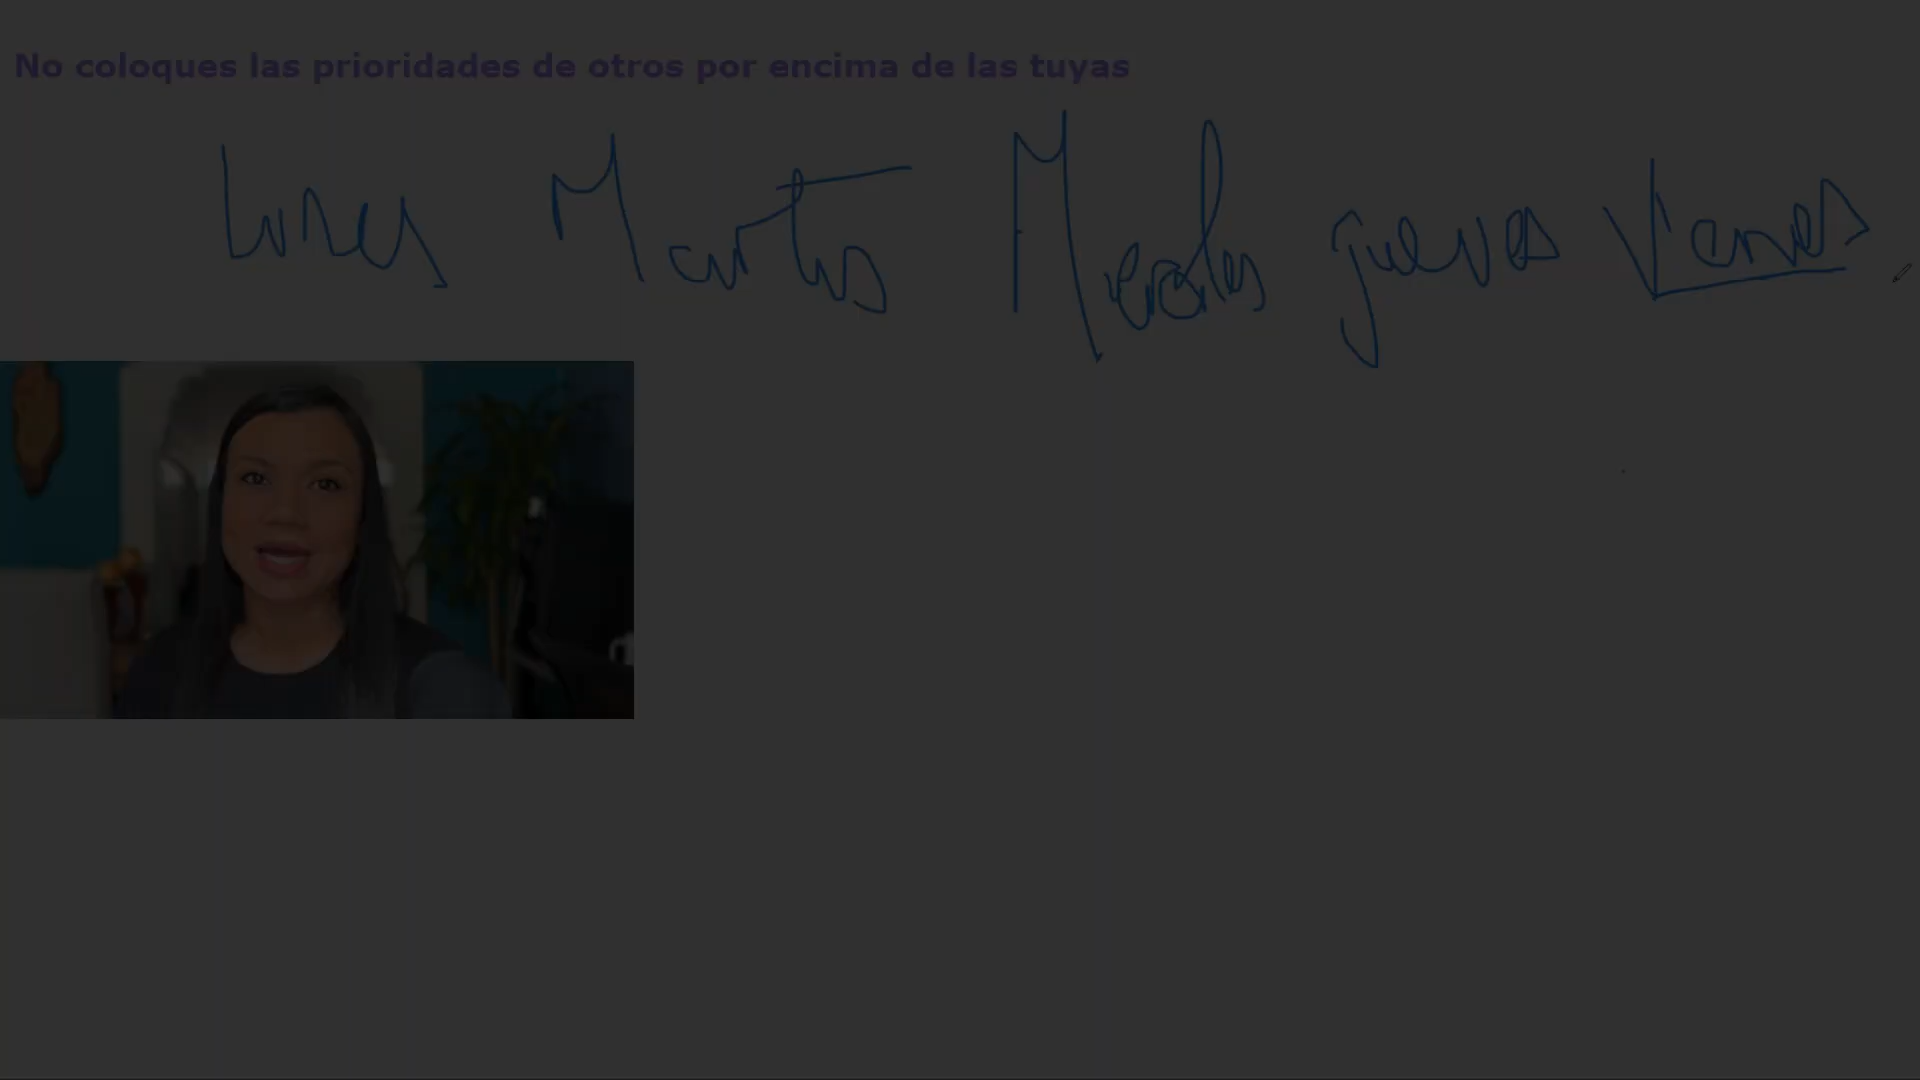 No coloques las prioridades de otros por encima de las tuyas
Lunes Martes Miercoles jueves Viernes